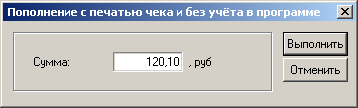 Пополнение с печатью чека и без учёта в программе
Сумма: 120,10 , руб
Выполнить
Отменить